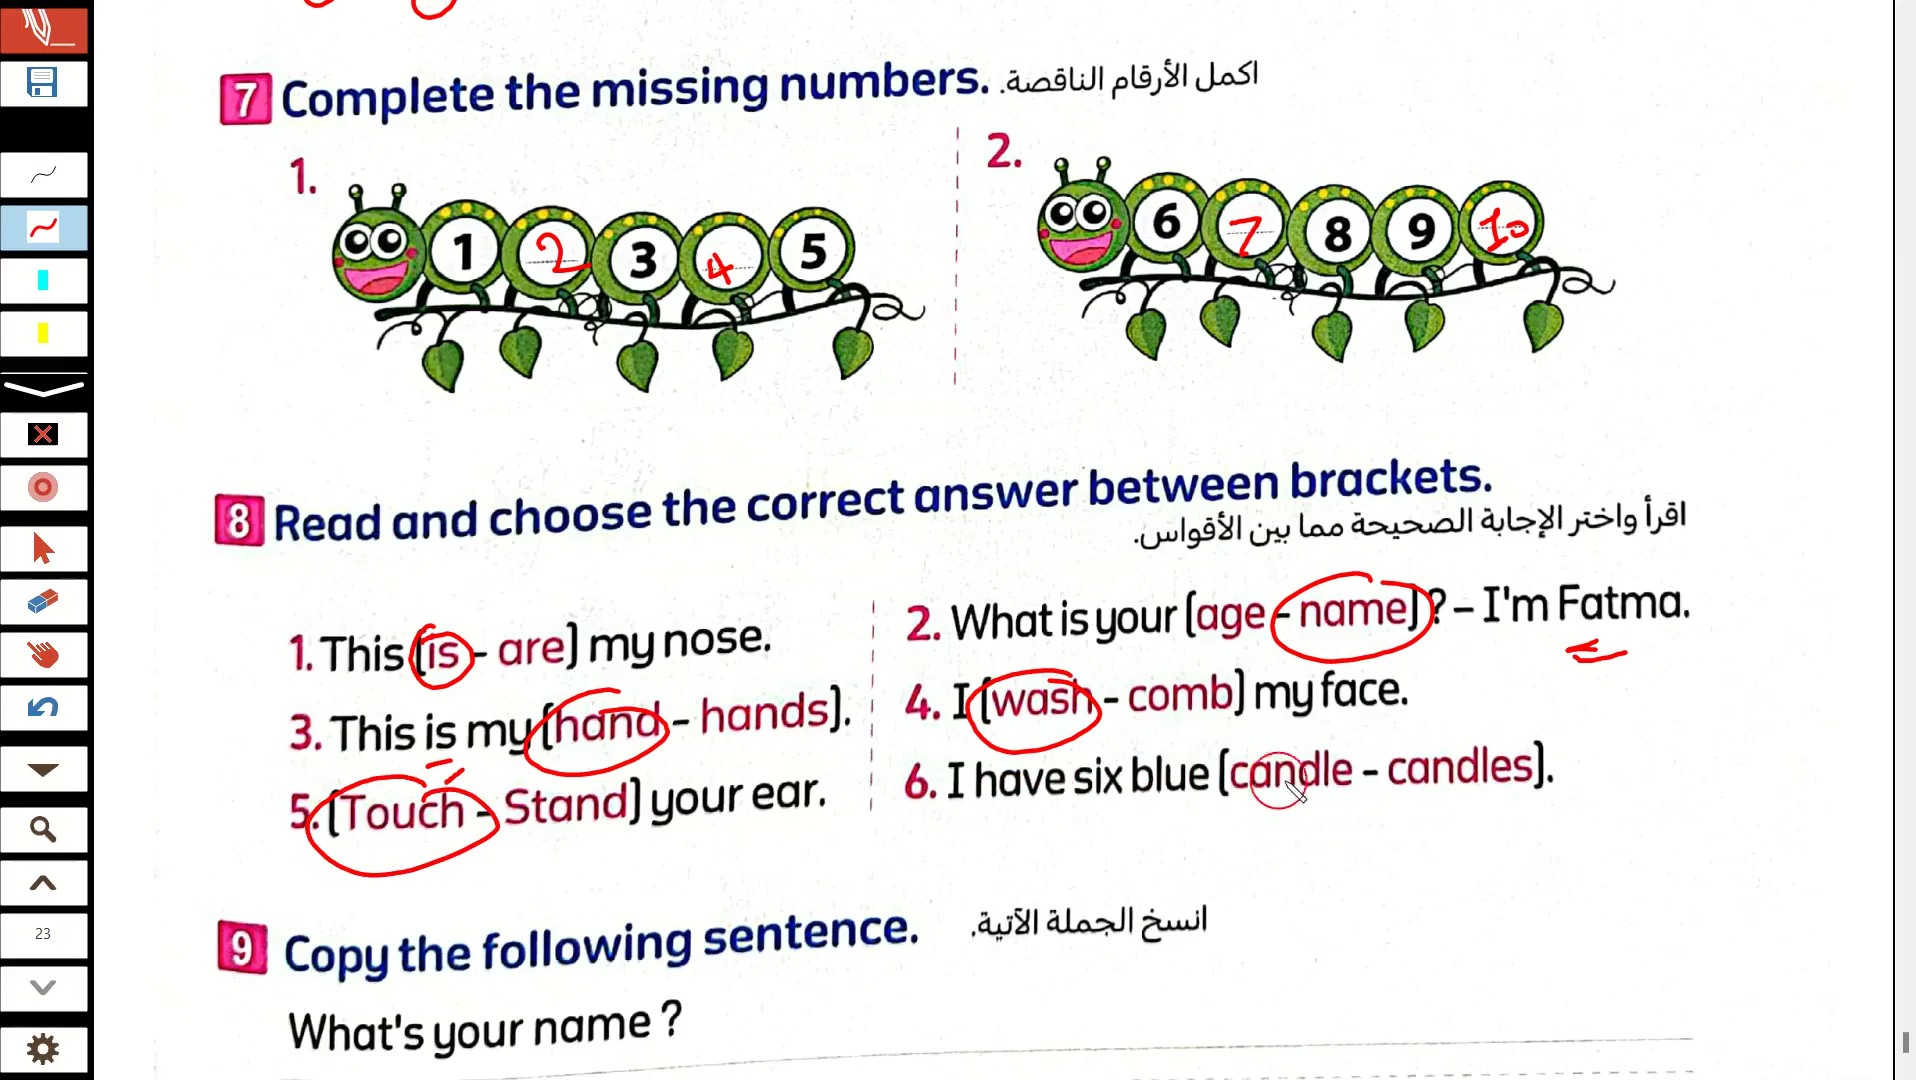 7 Complete the missing numbers. اكمل الأرقام الناقصة.
1.
1 2 3 4 5
2.
6 7 8 9 10
8 Read and choose the correct answer between brackets.
اقرأ واختر الإجابة الصحيحة مما بين الأقواس.
1. This (is - are) my nose.
2. What is your (age - name)? – I'm Fatma.
3. This is my (hand - hands).
4. I (wash - comb) my face.
5. (Touch - Stand) your ear.
6. I have six blue (candle - candles).
9 Copy the following sentence. انسخ الجملة الآتية.
What's your name ?
23